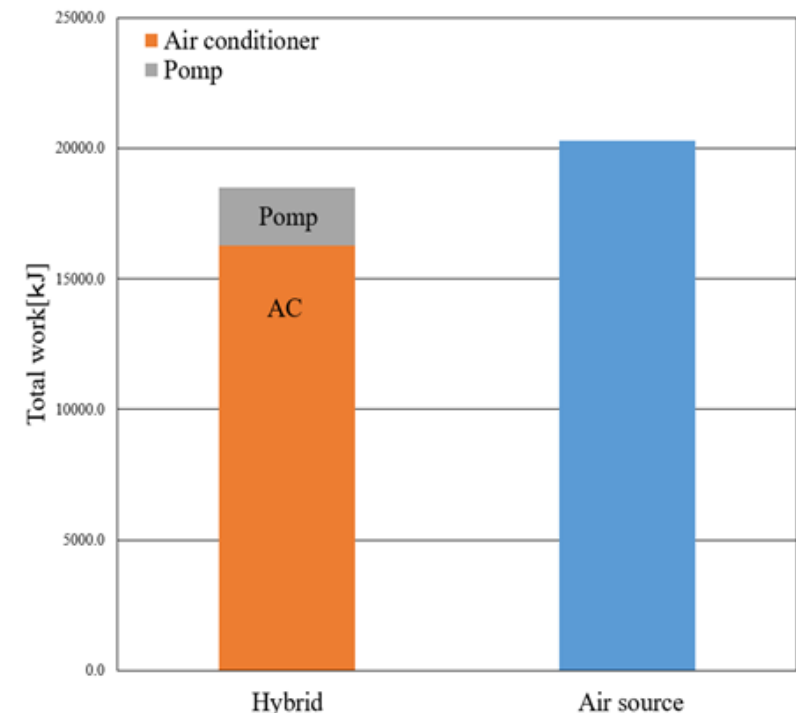 25000.0
Air conditioner
Pomp
20000.0
Pomp
15000.0
AC
Total work[kJ]
10000.0
5000.0
0.0
Hybrid
Air source